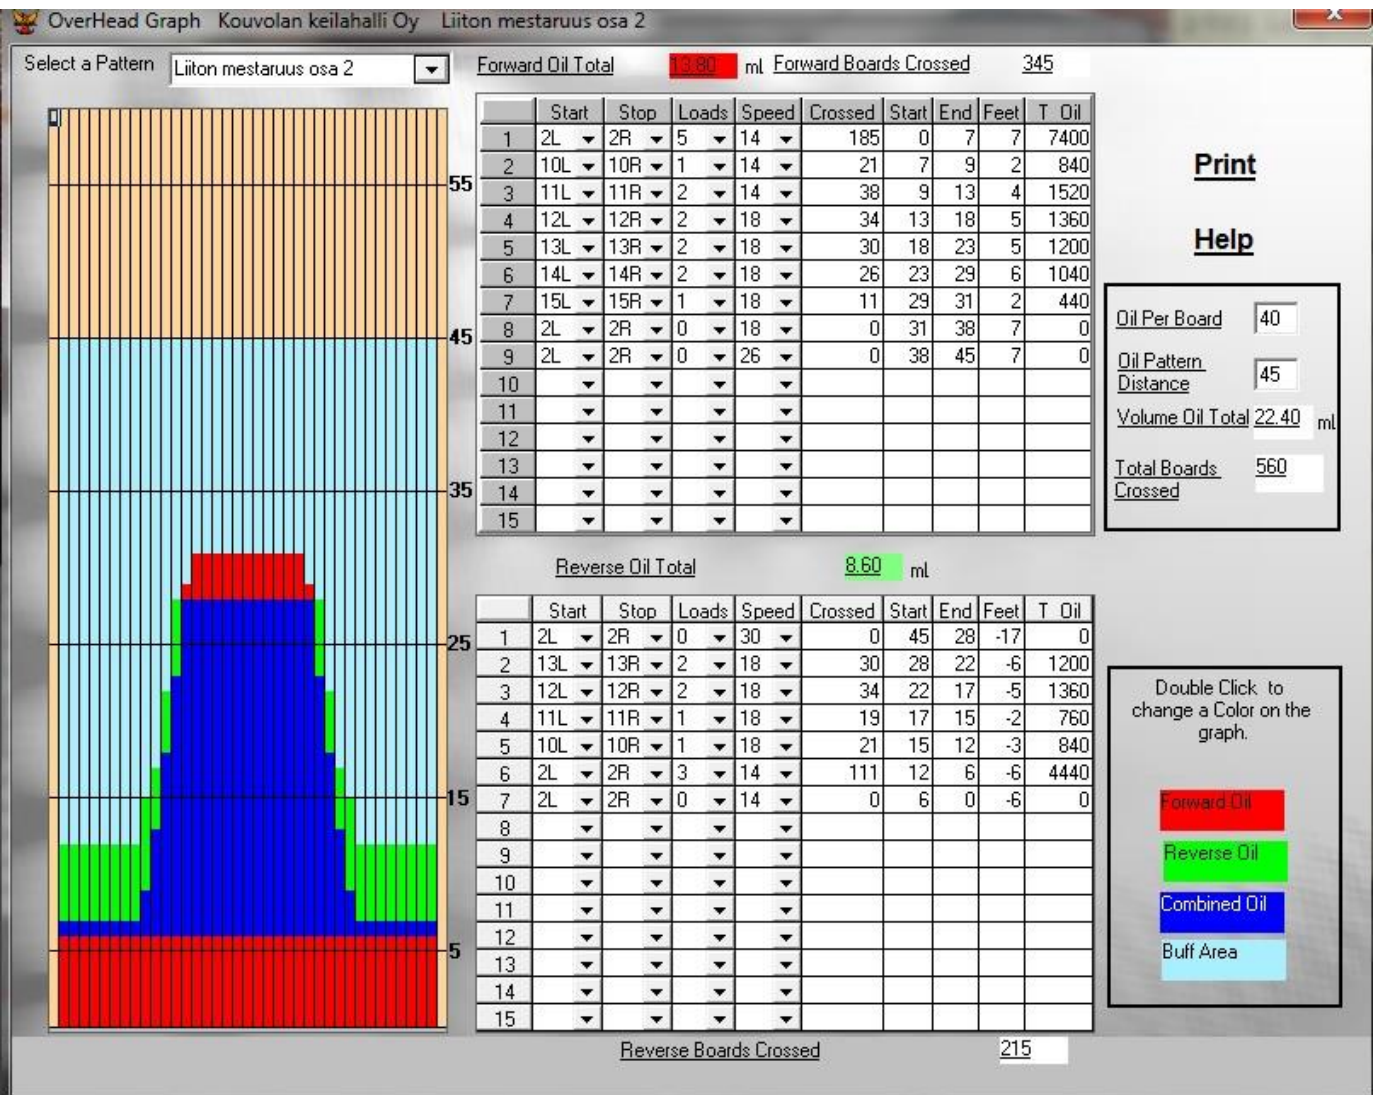 OverHead Graph Kouvolan keilahalli Oy Liiton mestaruus osa 2
Select a Pattern Liiton mestaruus osa 2
Forward Oil Total 13.80 ml Forward Boards Crossed 345
Start Stop Loads Speed Crossed Start End Feet T Oil
1 2L 2R 5 14 185 0 7 7 7400
2 10L 10R 1 14 21 7 9 2 840
3 11L 11R 2 14 38 9 13 4 1520
4 12L 12R 2 18 34 13 18 5 1360
5 13L 13R 2 18 30 18 23 5 1200
6 14L 14R 2 18 26 23 29 6 1040
7 15L 15R 1 18 11 29 31 2 440
8 2L 2R 0 18 0 31 38 7 0
9 2L 2R 0 26 0 38 45 7 0
10
11
12
13
14
15
55
45
35
25
15
5
Print
Help
Oil Per Board 40
Oil Pattern
Distance 45
Volume Oil Total 22.40 ml
Total Boards 560
Crossed
Reverse Oil Total 8.60 ml
Start Stop Loads Speed Crossed Start End Feet T Oil
1 2L 2R 0 30 0 45 28 -17 0
2 13L 13R 2 18 30 28 22 -6 1200
3 12L 12R 2 18 34 22 17 -5 1360
4 11L 11R 1 18 19 17 15 -2 760
5 10L 10R 1 18 21 15 12 -3 840
6 2L 2R 3 14 111 12 6 -6 4440
7 2L 2R 0 14 0 6 0 -6 0
8
9
10
11
12
13
14
15
Double Click to
change a Color on the
graph.
Forward Oil
Reverse Oil
Combined Oil
Buff Area
Reverse Boards Crossed 215